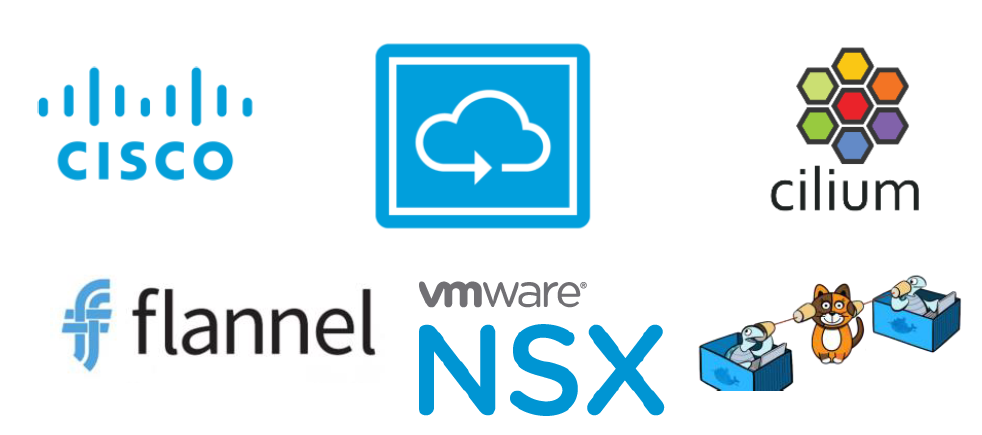 CISCO
cilium
flannel
vmware®
NSX